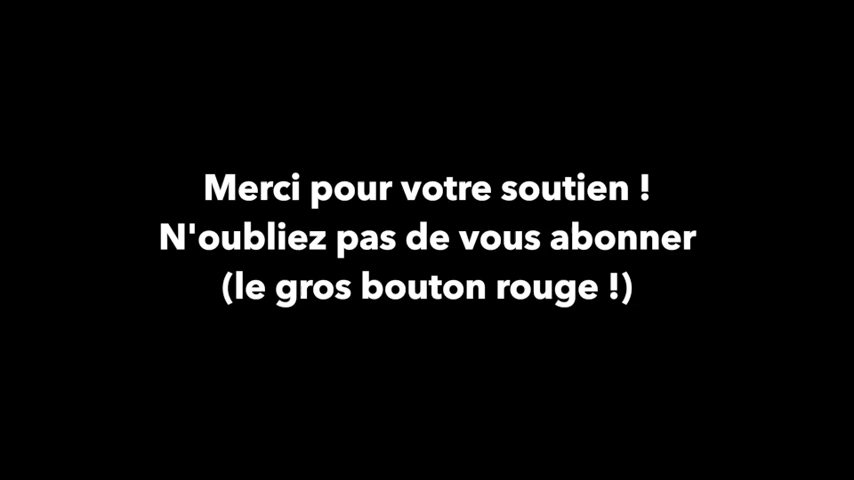 Merci pour votre soutien !
N'oubliez pas de vous abonner
(le gros bouton rouge !)